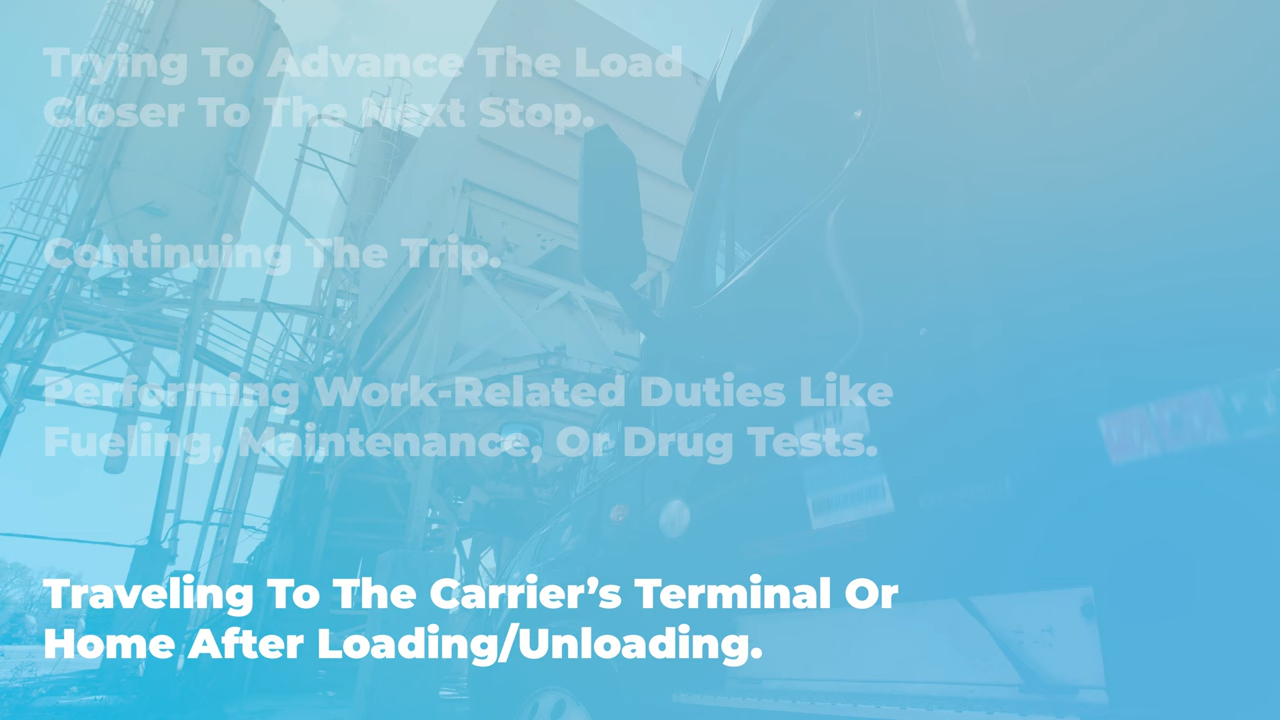 Trying To Advance The Load
Closer To The Next Stop.
Continuing The Trip.
Performing Work-Related Duties Like
Fueling, Maintenance, Or Drug Tests.
Traveling To The Carrier’s Terminal Or
Home After Loading/Unloading.